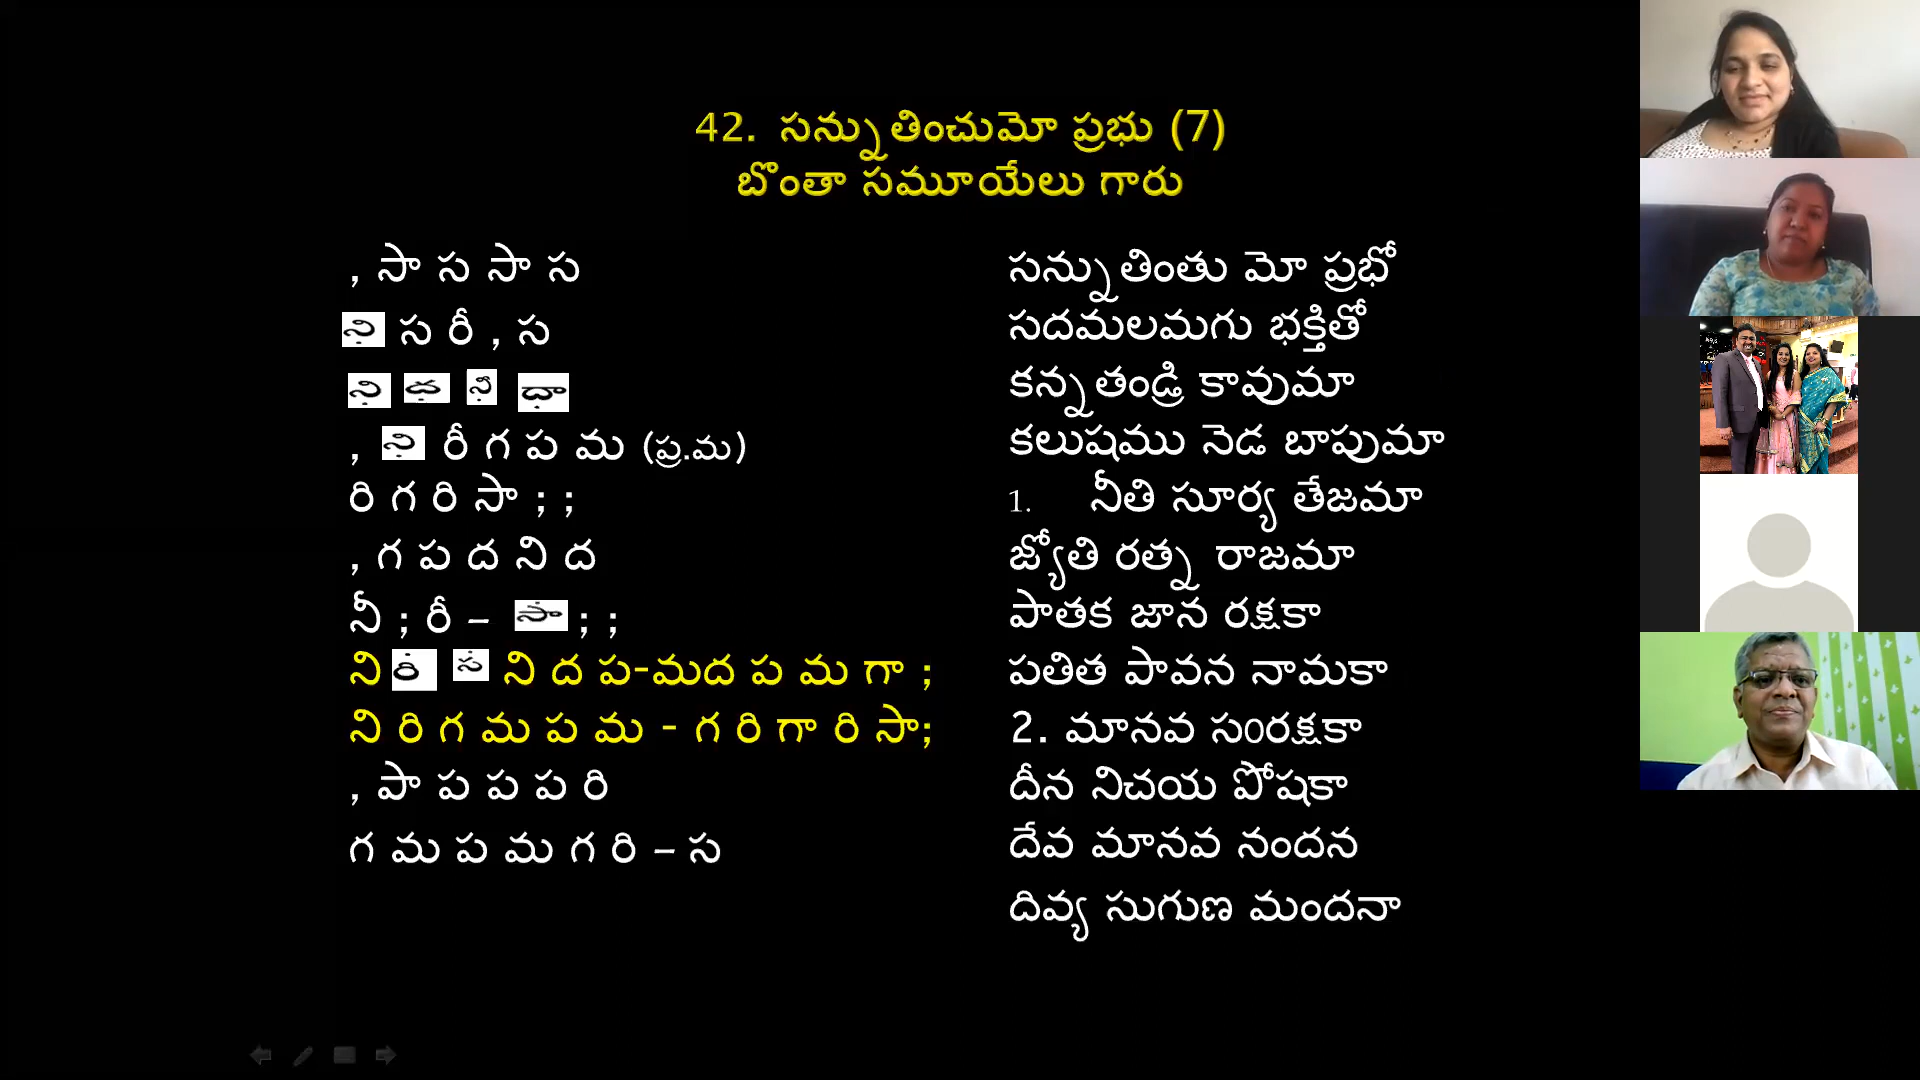 42. సన్నుతించుమో ప్రభు (7)
బొంతా సమూయేలు గారు
, సా స సా స
ని స రీ , స
ని ద ని ధా
, ని రీ గ ప మ (ప్ర.మ)
రి గ రి సా ; ;
, గ ప ద ని ద
నీ ; రీ – సా ; ;
ని రి స ని ద ప-మద ప మ గా ;
ని రి గ మ ప మ - గ రి గా రి సా;
, పా ప ప ప రి
గ మ ప మ గ రి – స
సన్నుతింతు మో ప్రభో
సదమలమగు భక్తితో
కన్నతండ్రి కావుమా
కలుషము నెడ బాపుమా
1. నీతి సూర్య తేజమా
జ్యోతి రత్న రాజమా
పాతక జాన రక్షకా
పతిత పావన నామకా
2. మానవ స0రక్షకా
దీన నిచయ పోషకా
దేవ మానవ నందన
దివ్య సుగుణ మందనా